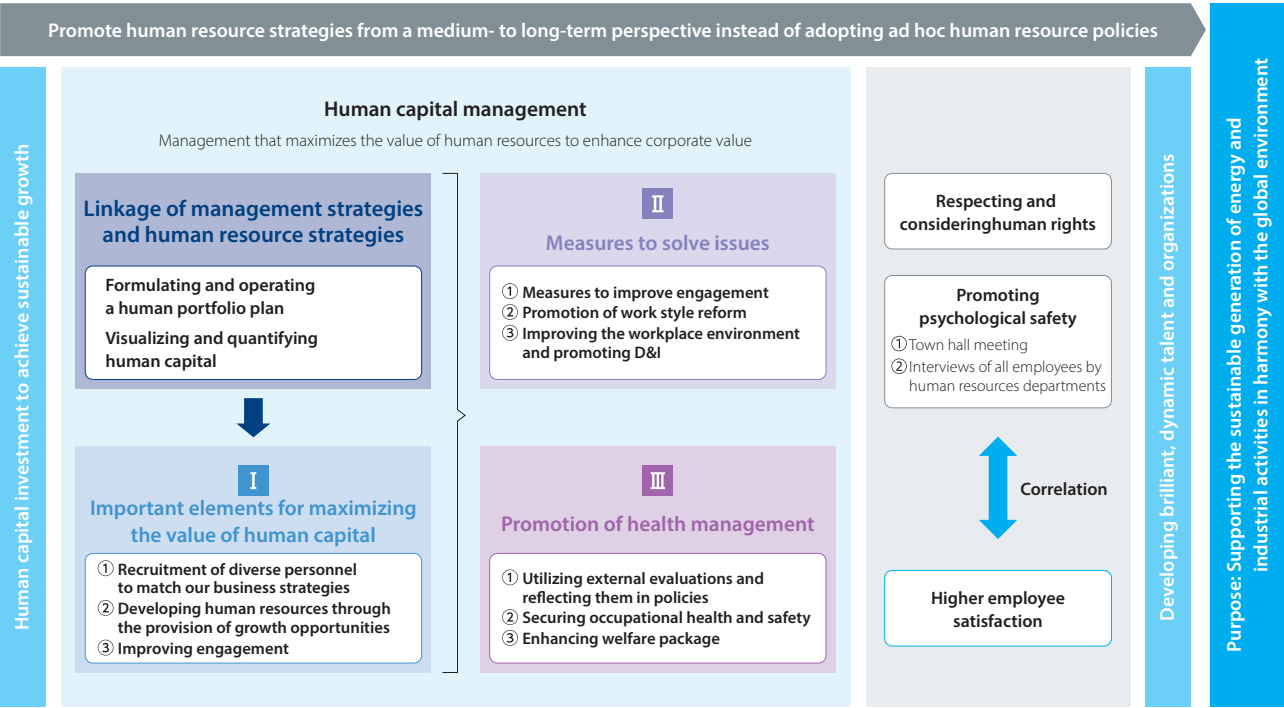 Promote human resource strategies from a medium- to long-term perspective instead of adopting ad hoc human resource policies
Human capital investment to achieve sustainable growth
Human capital management
Management that maximizes the value of human resources to enhance corporate value
Linkage of management strategies
and human resource strategies
Formulating and operating
a human portfolio plan
Visualizing and quantifying
human capital
Ⅰ
Important elements for maximizing
the value of human capital
① Recruitment of diverse personnel
to match our business strategies
② Developing human resources through
the provision of growth opportunities
③ Improving engagement
Ⅱ
Measures to solve issues
① Measures to improve engagement
② Promotion of work style reform
③ Improving the workplace environment
and promoting D&I
Ⅲ
Promotion of health management
① Utilizing external evaluations and
reflecting them in policies
② Securing occupational health and safety
③ Enhancing welfare package
Respecting and
consideringhuman rights
Promoting
psychological safety
① Town hall meeting
② Interviews of all employees by
human resources departments
Correlation
Higher employee
satisfaction
Developing brilliant, dynamic talent and organizations
Purpose: Supporting the sustainable generation of energy and
industrial activities in harmony with the global environment